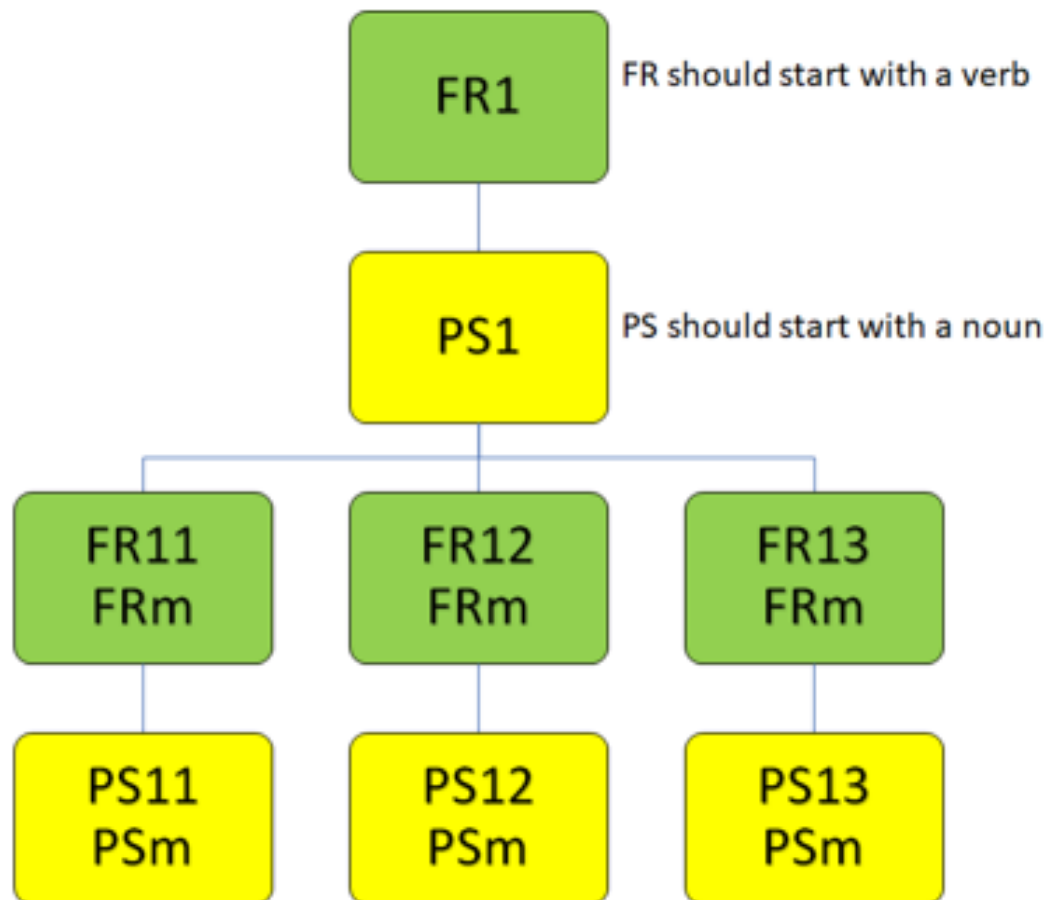 FR1
FR should start with a verb
PS1
PS should start with a noun
FR11
FRm
FR12
FRm
FR13
FRm
PS11
PSm
PS12
PSm
PS13
PSm